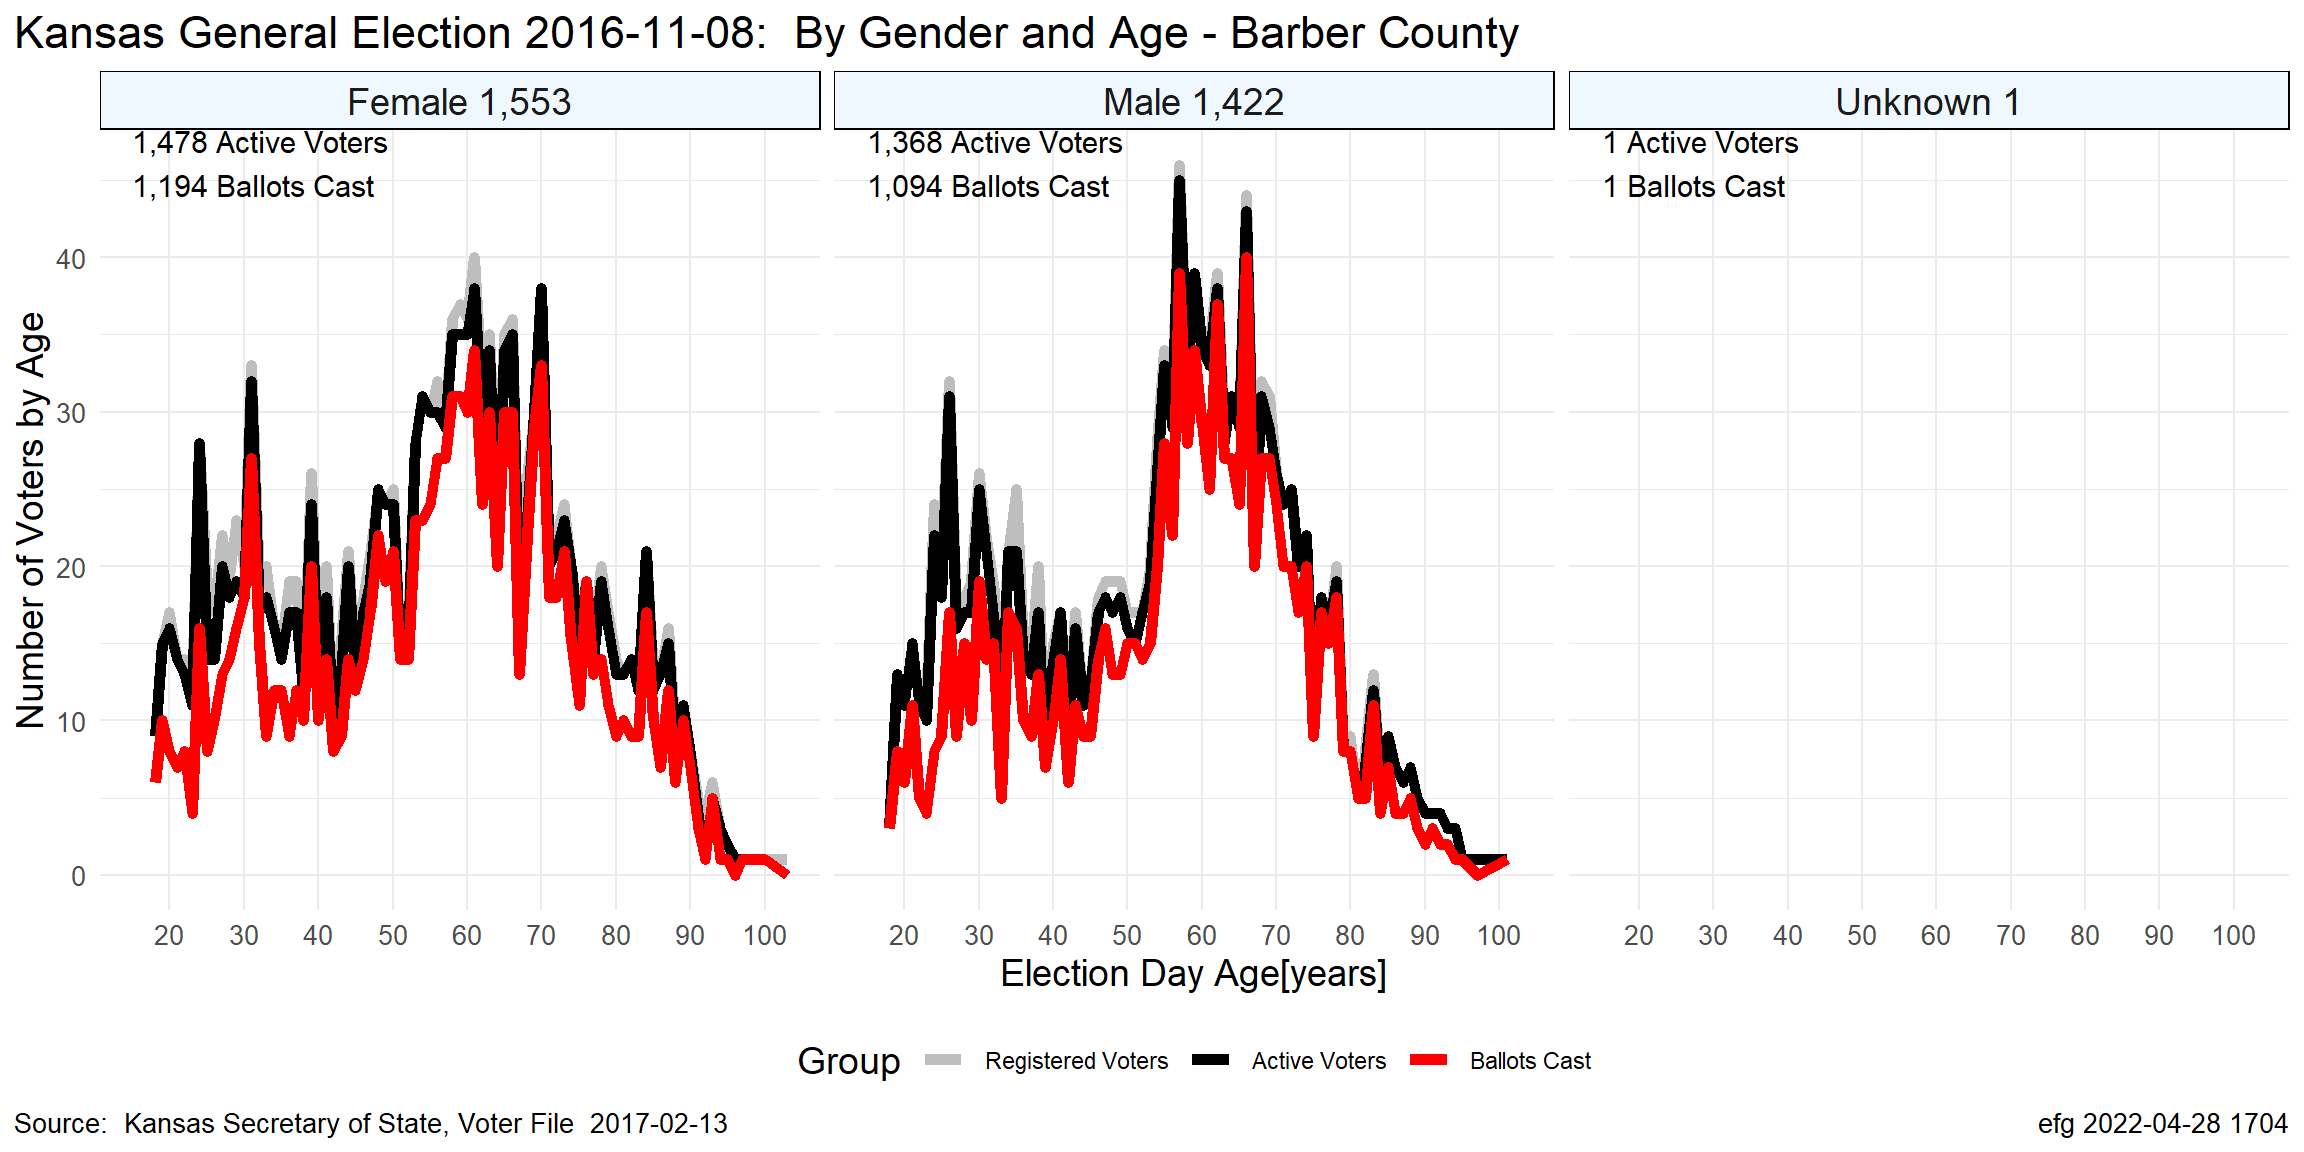 Kansas General Election 2016-11-08:  By Gender and Age - Barber County
Female 1,553
Male 1,422
Unknown 1
1,478 Active Voters
1,194 Ballots Cast
1,368 Active Voters
1,094 Ballots Cast
1 Active Voters
1 Ballots Cast
Number of Voters by Age
40
30
20
10
0
20 30 40 50 60 70 80 90 100
20 30 40 50 60 70 80 90 100
20 30 40 50 60 70 80 90 100
Election Day Age[years]
Group Registered Voters Active Voters Ballots Cast
Source:  Kansas Secretary of State, Voter File  2017-02-13
efg 2022-04-28 1704